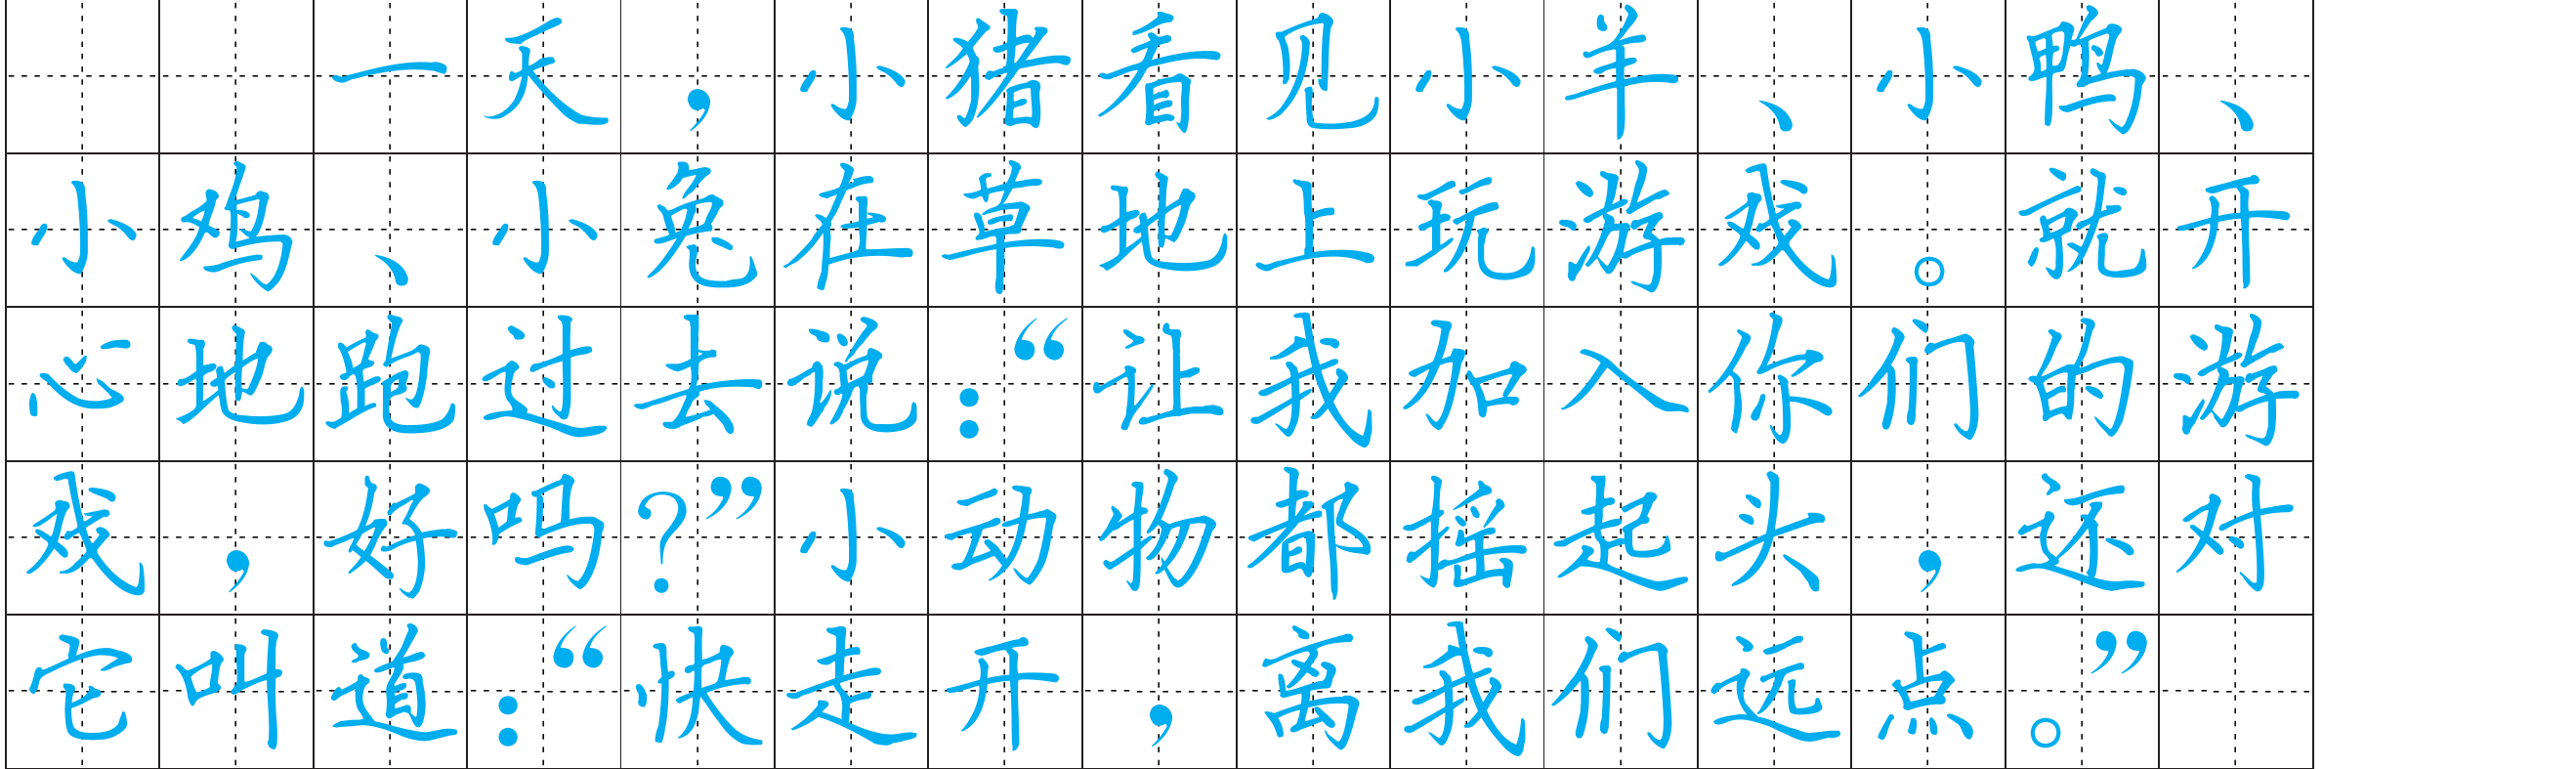 一天，小猪看见小羊、小鸭、
小鸡、小兔在草地上玩游戏。就开
心地跑过去说：“让我加入你们的游
戏，好吗？”小动物都摇起头，还对
它叫道：“快走开，离我们远点。”